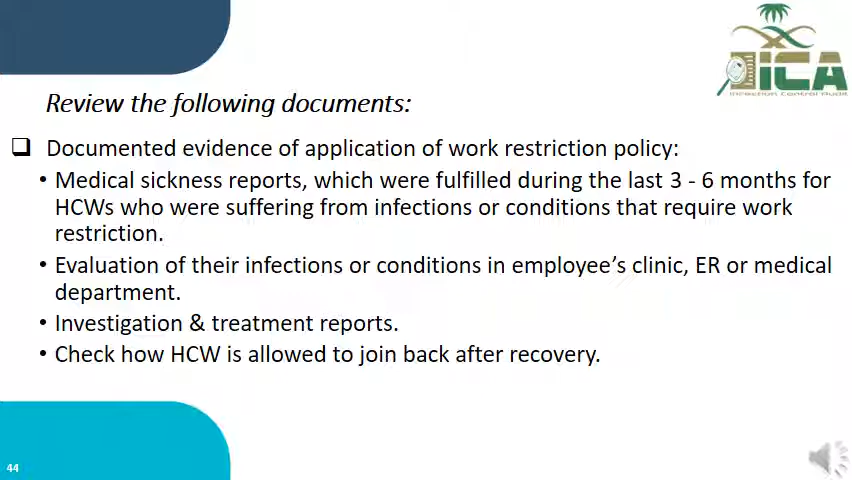 ICA
Infection Control Audit
Review the following documents:
❑ Documented evidence of application of work restriction policy:
• Medical sickness reports, which were fulfilled during the last 3 - 6 months for
HCWs who were suffering from infections or conditions that require work
restriction.
• Evaluation of their infections or conditions in employee’s clinic, ER or medical
department.
• Investigation & treatment reports.
• Check how HCW is allowed to join back after recovery.
44